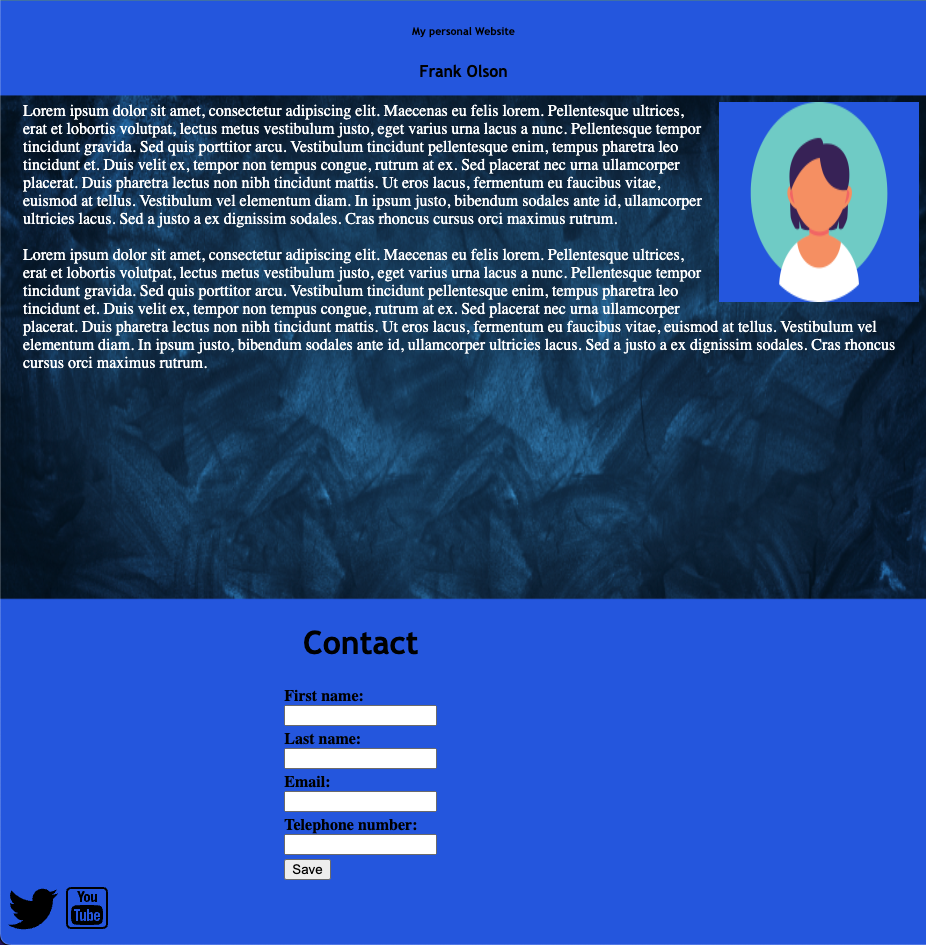 My personal Website
Frank Olson
Lorem ipsum dolor sit amet, consectetur adipiscing elit. Maecenas eu felis lorem. Pellentesque ultrices,
erat et lobortis volutpat, lectus metus vestibulum justo, eget varius urna lacus a nunc. Pellentesque tempor
tincidunt gravida. Sed quis porttitor arcu. Vestibulum tincidunt pellentesque enim, tempus pharetra leo
tincidunt et. Duis velit ex, tempor non tempus congue, rutrum at ex. Sed placerat nec urna ullamcorper
placerat. Duis pharetra lectus non nibh tincidunt mattis. Ut eros lacus, fermentum eu faucibus vitae,
euismod at tellus. Vestibulum vel elementum diam. In ipsum justo, bibendum sodales ante id, ullamcorper
ultricies lacus. Sed a justo a ex dignissim sodales. Cras rhoncus cursus orci maximus rutrum.
Lorem ipsum dolor sit amet, consectetur adipiscing elit. Maecenas eu felis lorem. Pellentesque ultrices,
erat et lobortis volutpat, lectus metus vestibulum justo, eget varius urna lacus a nunc. Pellentesque tempor
tincidunt gravida. Sed quis porttitor arcu. Vestibulum tincidunt pellentesque enim, tempus pharetra leo
tincidunt et. Duis velit ex, tempor non tempus congue, rutrum at ex. Sed placerat nec urna ullamcorper
placerat. Duis pharetra lectus non nibh tincidunt mattis. Ut eros lacus, fermentum eu faucibus vitae, euismod at tellus. Vestibulum vel
elementum diam. In ipsum justo, bibendum sodales ante id, ullamcorper ultricies lacus. Sed a justo a ex dignissim sodales. Cras rhoncus
cursus orci maximus rutrum.
Contact
First name:
Last name:
Email:
Telephone number:
Save
You
Tube